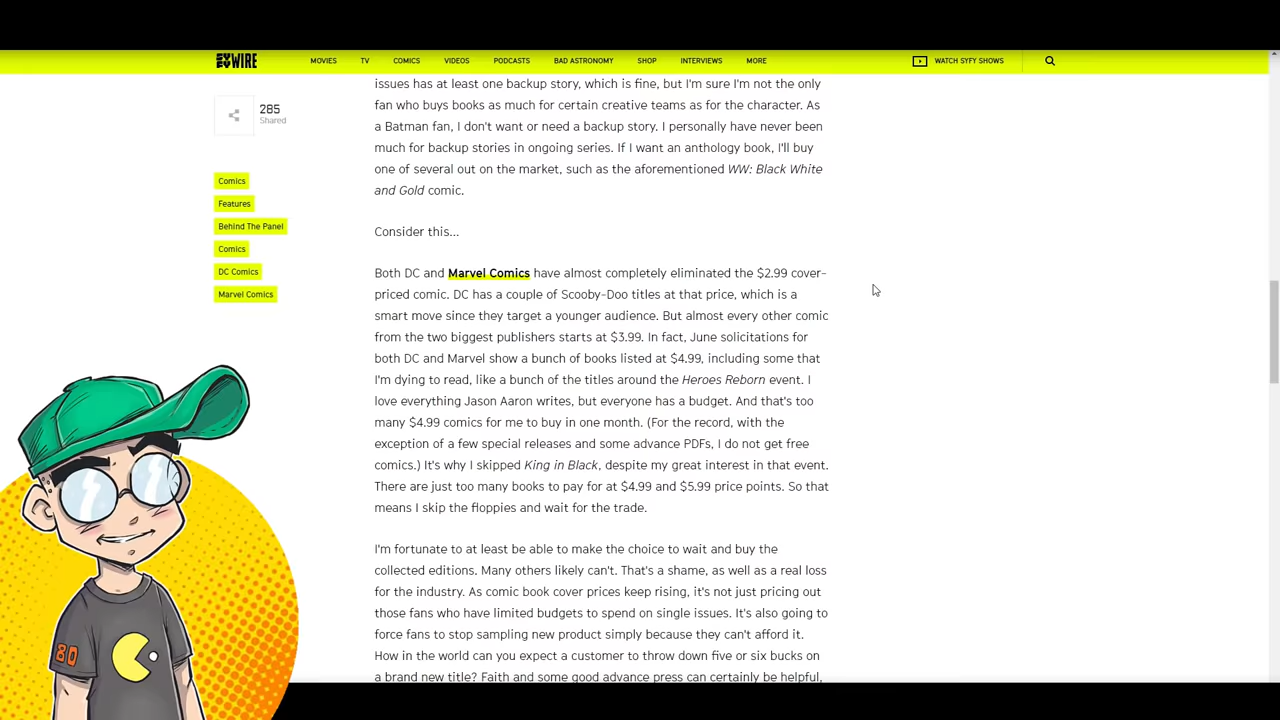 SYFY WIRE MOVIES TV COMICS VIDEOS PODCASTS BAD ASTRONOMY SHOP INTERVIEWS MORE WATCH SYFY SHOWS
285
Shared
Comics
Features
Behind The Panel
Comics
DC Comics
Marvel Comics
issues has at least one backup story, which is fine, but I'm sure I'm not the only
fan who buys books as much for certain creative teams as for the character. As
a Batman fan, I don't want or need a backup story. I personally have never been
much for backup stories in ongoing series. If I want an anthology book, I'll buy
one of several out on the market, such as the aforementioned WW: Black White
and Gold comic.
Consider this...
Both DC and Marvel Comics have almost completely eliminated the $2.99 cover-
priced comic. DC has a couple of Scooby-Doo titles at that price, which is a
smart move since they target a younger audience. But almost every other comic
from the two biggest publishers starts at $3.99. In fact, June solicitations for
both DC and Marvel show a bunch of books listed at $4.99, including some that
I'm dying to read, like a bunch of the titles around the Heroes Reborn event. I
love everything Jason Aaron writes, but everyone has a budget. And that's too
many $4.99 comics for me to buy in one month. (For the record, with the
exception of a few special releases and some advance PDFs, I do not get free
comics.) It's why I skipped King in Black, despite my great interest in that event.
There are just too many books to pay for at $4.99 and $5.99 price points. So that
means I skip the floppies and wait for the trade.
I'm fortunate to at least be able to make the choice to wait and buy the
collected editions. Many others likely can't. That's a shame, as well as a real loss
for the industry. As comic book cover prices keep rising, it's not just pricing out
those fans who have limited budgets to spend on single issues. It's also going to
force fans to stop sampling new product simply because they can't afford it.
How in the world can you expect a customer to throw down five or six bucks on
a brand new title? Faith and some good advance press can certainly be helpful,
80